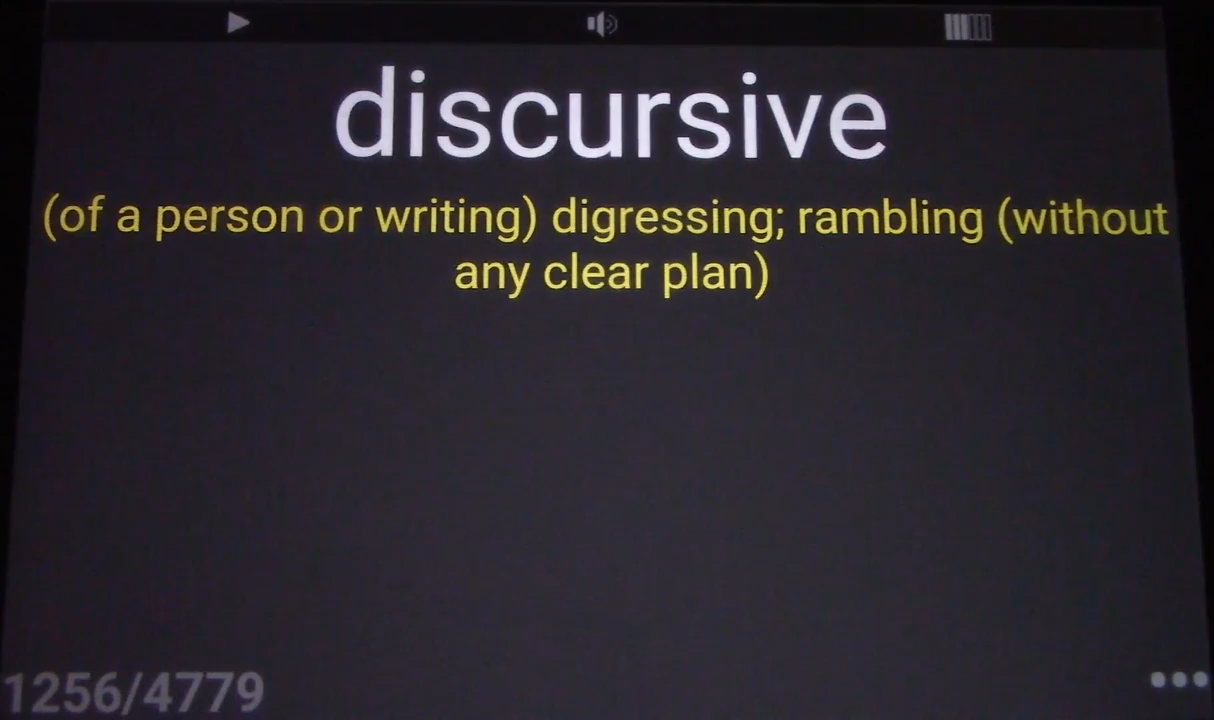 discursive
(of a person or writing) digressing; rambling (without
any clear plan)
1256/4779